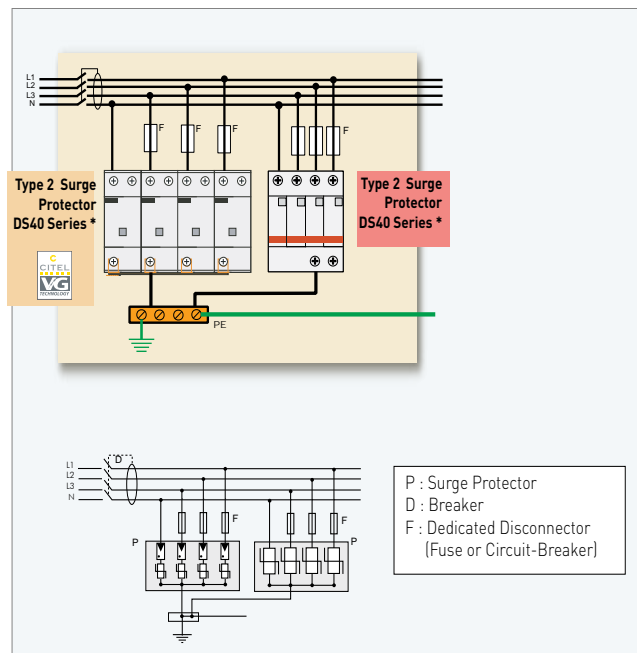 L1
L2
L3
N
F
F
F
F
Type 2 Surge
Protector
DS40 Series *
C
CITEL
VG
TECHNOLOGY
Type 2 Surge
Protector
DS40 Series *
PE
D
L1
L2
L3
N
F
F
P
P
P : Surge Protector
D : Breaker
F : Dedicated Disconnector
(Fuse or Circuit-Breaker)